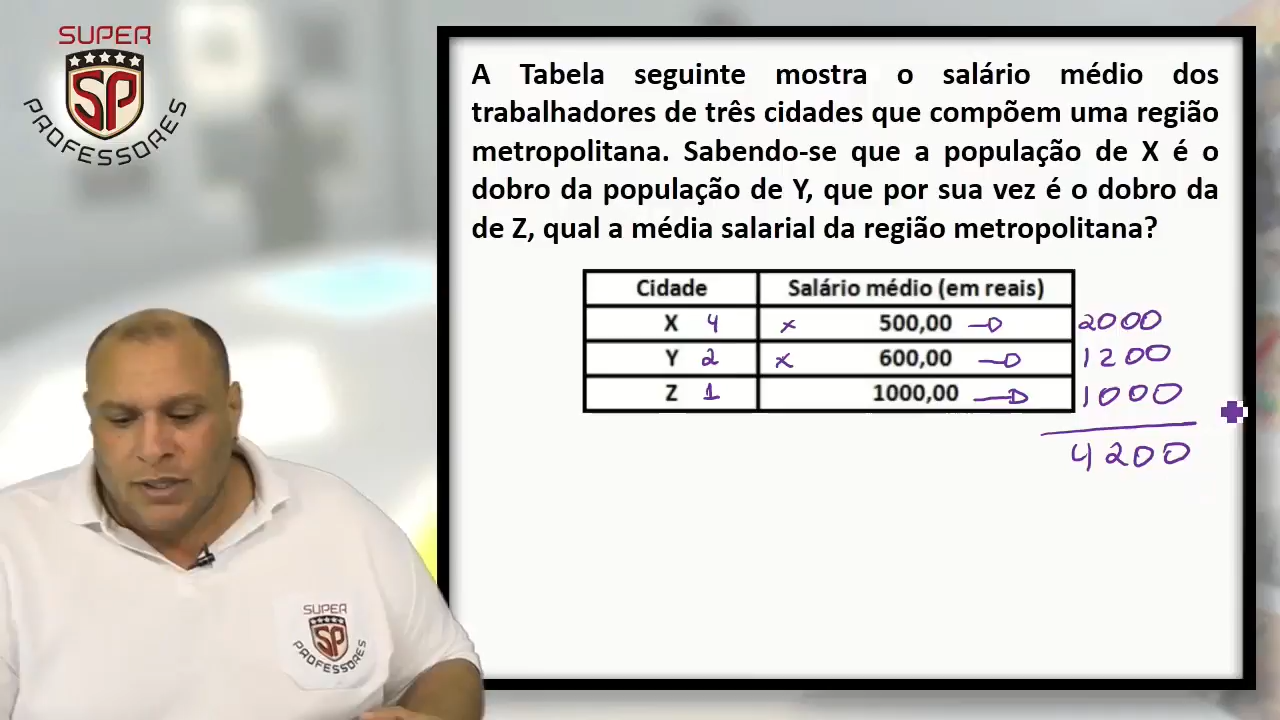 SUPER
SP
PROFESSORES
A Tabela seguinte mostra o salário médio dos
trabalhadores de três cidades que compõem uma região
metropolitana. Sabendo-se que a população de X é o
dobro da população de Y, que por sua vez é o dobro da
de Z, qual a média salarial da região metropolitana?
Cidade Salário médio (em reais)
X 4 x 500,00 → 2000
Y 2 x 600,00 → 1200
Z 1 1000,00 → 1000
4200
SUPER
SP
PROFESSORES